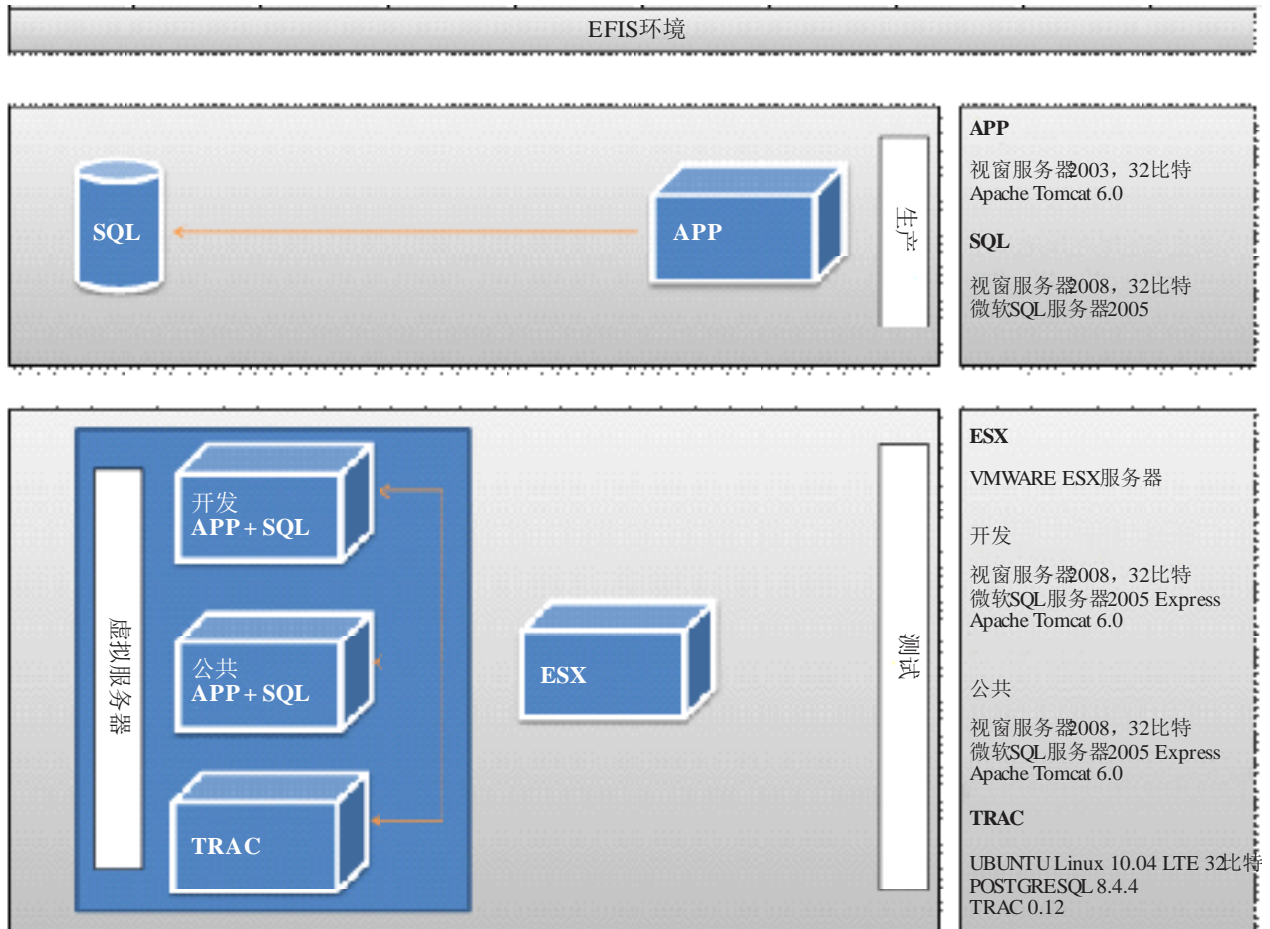 EFIS环境
SQL
APP
生产
APP
视窗服务器2003，32比特
Apache Tomcat 6.0
SQL
视窗服务器2008，32比特
微软SQL服务器2005
虚拟服务器
开发
APP + SQL
公共
APP + SQL
TRAC
ESX
测试
ESX
VMWARE ESX服务器
开发
视窗服务器2008，32比特
微软SQL服务器2005 Express
Apache Tomcat 6.0
公共
视窗服务器2008，32比特
微软SQL服务器2005 Express
Apache Tomcat 6.0
TRAC
UBUNTU Linux 10.04 LTE 32比特
POSTGRESQL 8.4.4
TRAC 0.12